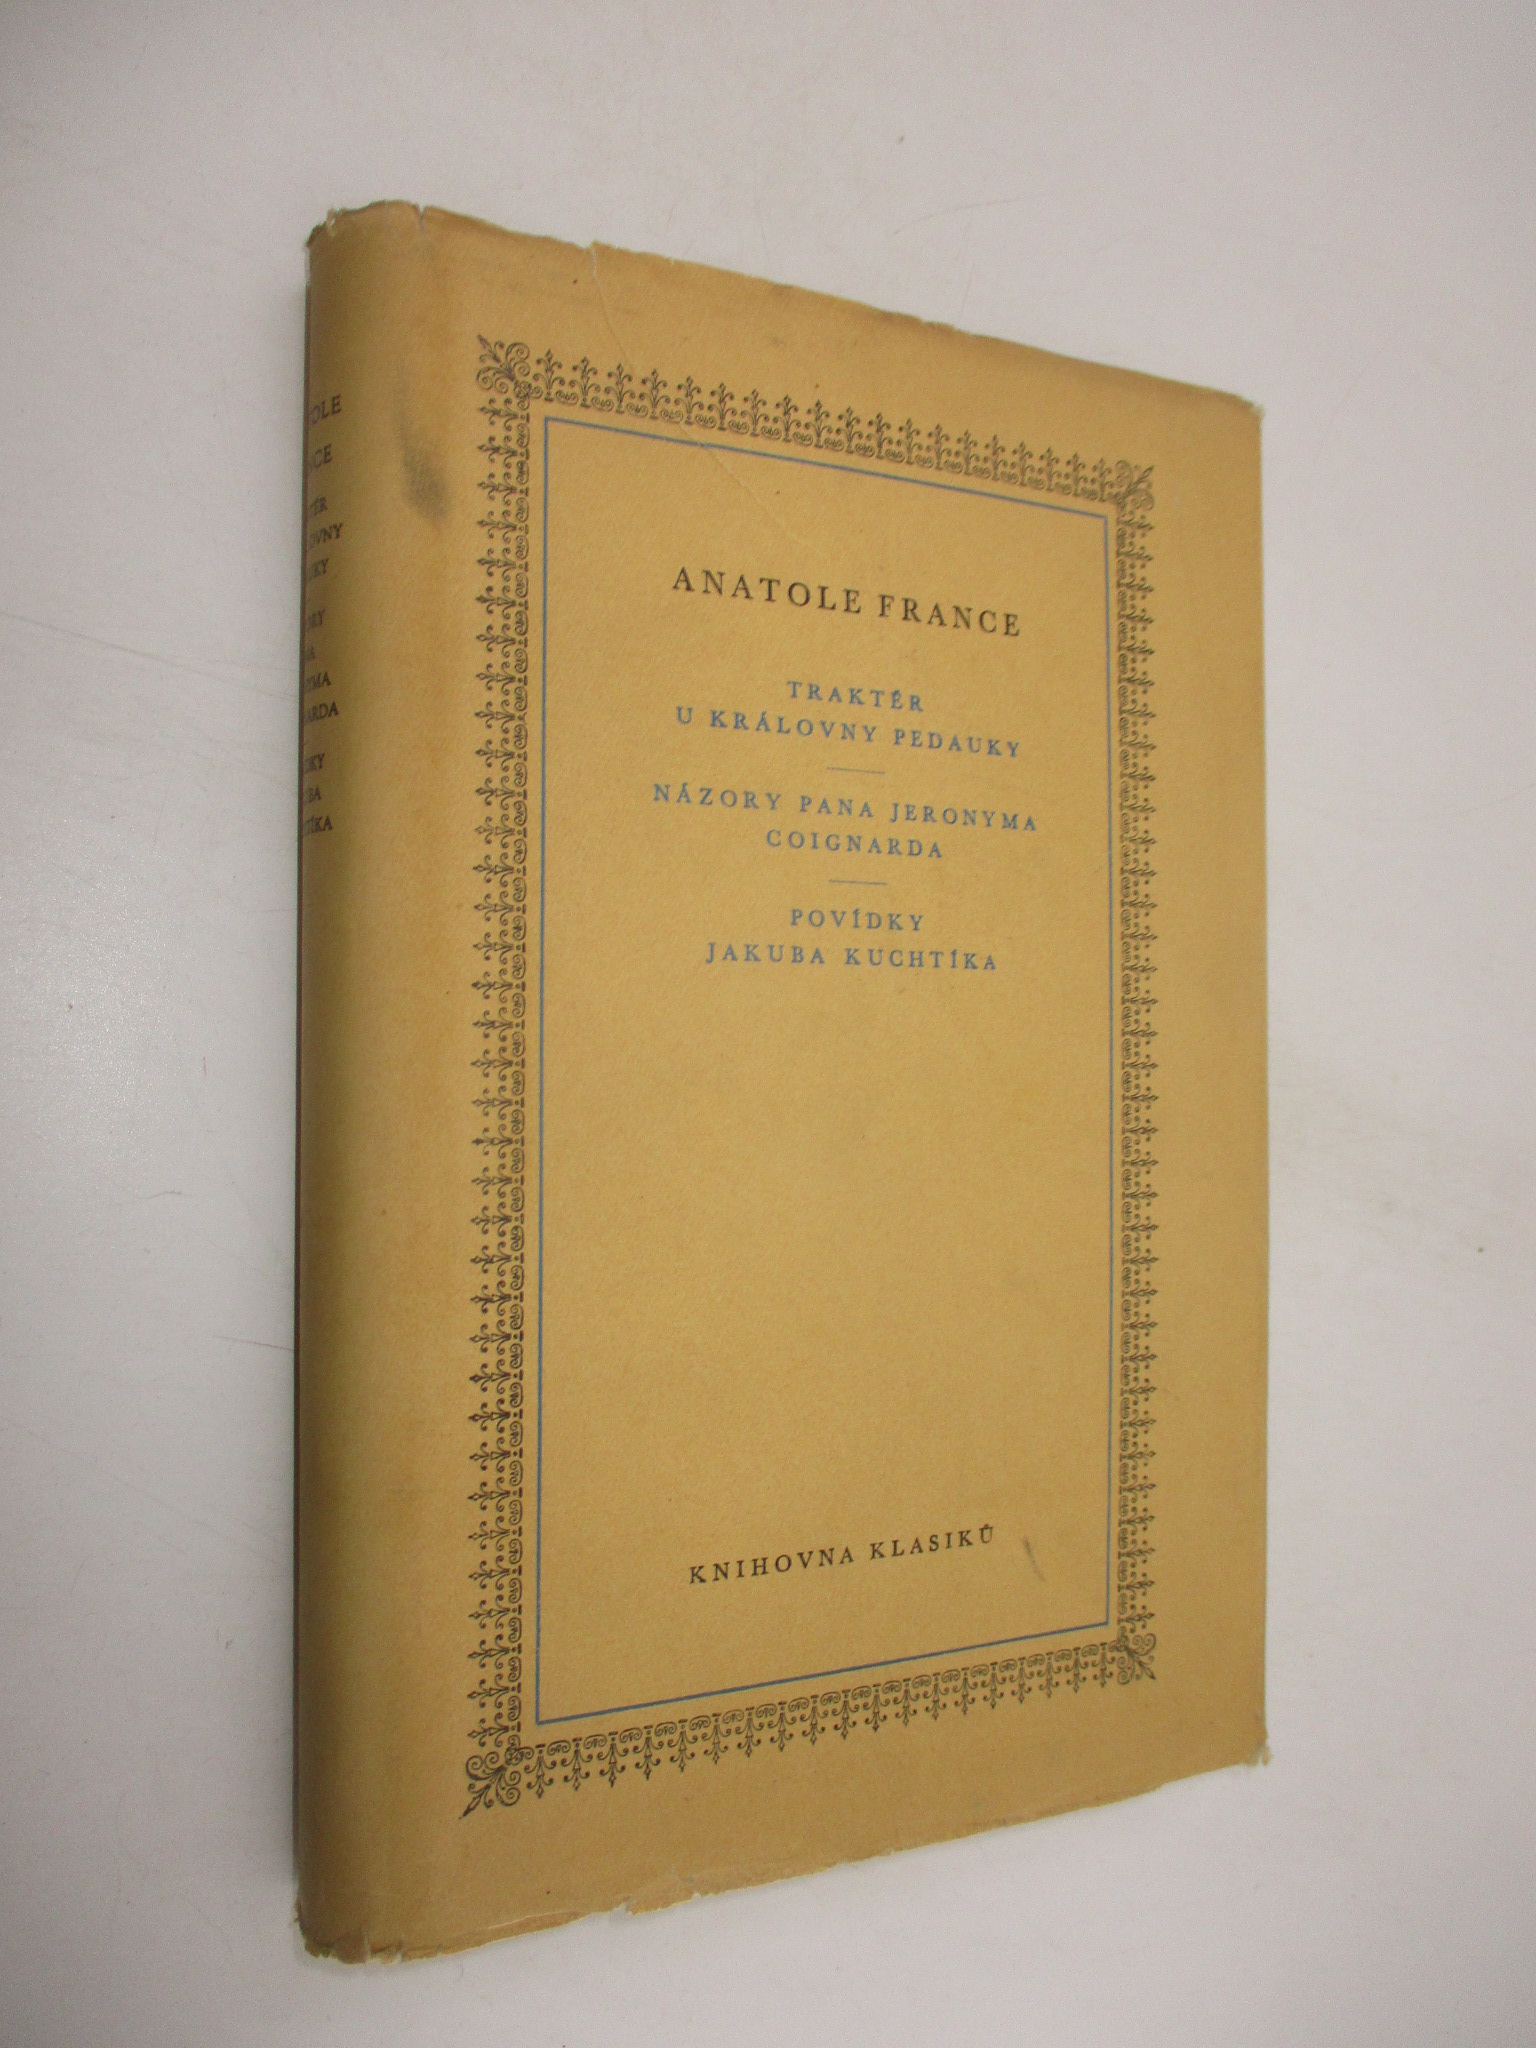 ANATOLE FRANCE
TRAKTÉR
U KRÁLOVNY PEDAUKY
NÁZORY PANA JERONYMA
COIGNARDA
POVÍDKY
JAKUBA KUCHTÍKA
KNIHOVNA KLASIKŮ